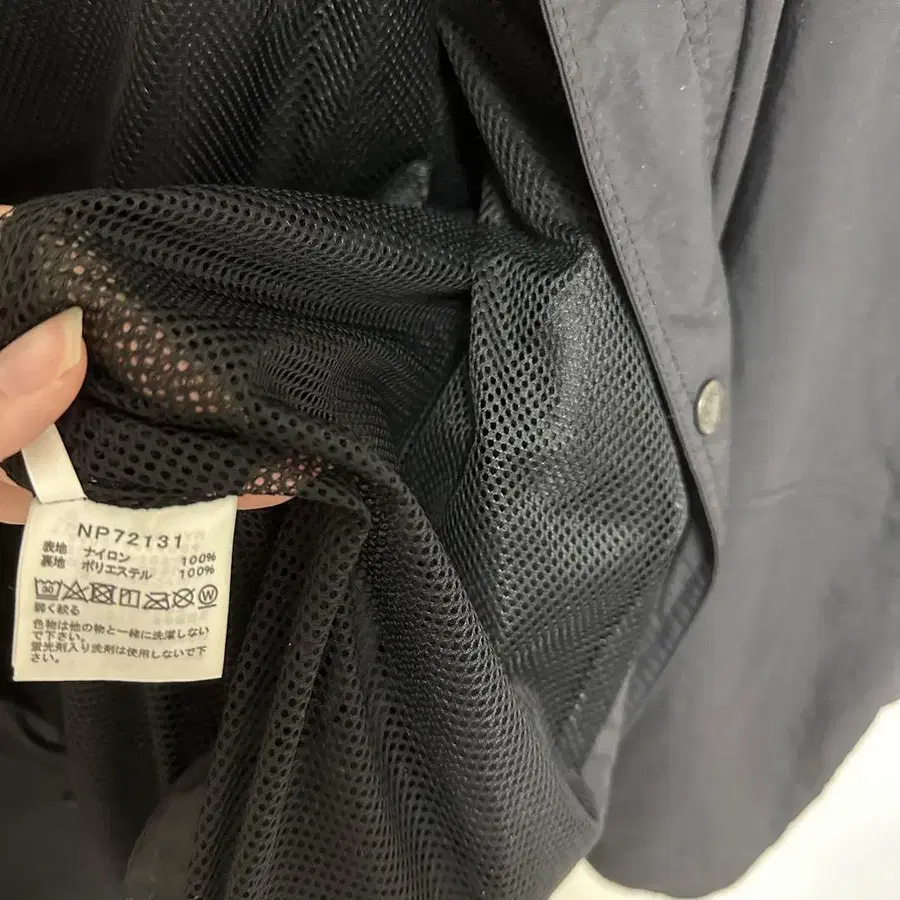 NP72131
表地 ナイロン 100%
裏地 ポリエステル 100%
30 W
弱く絞る
色物は他の物と一緒に洗濯しない
で下さい。
蛍光剤入り洗剤は使用しないで下
さい。